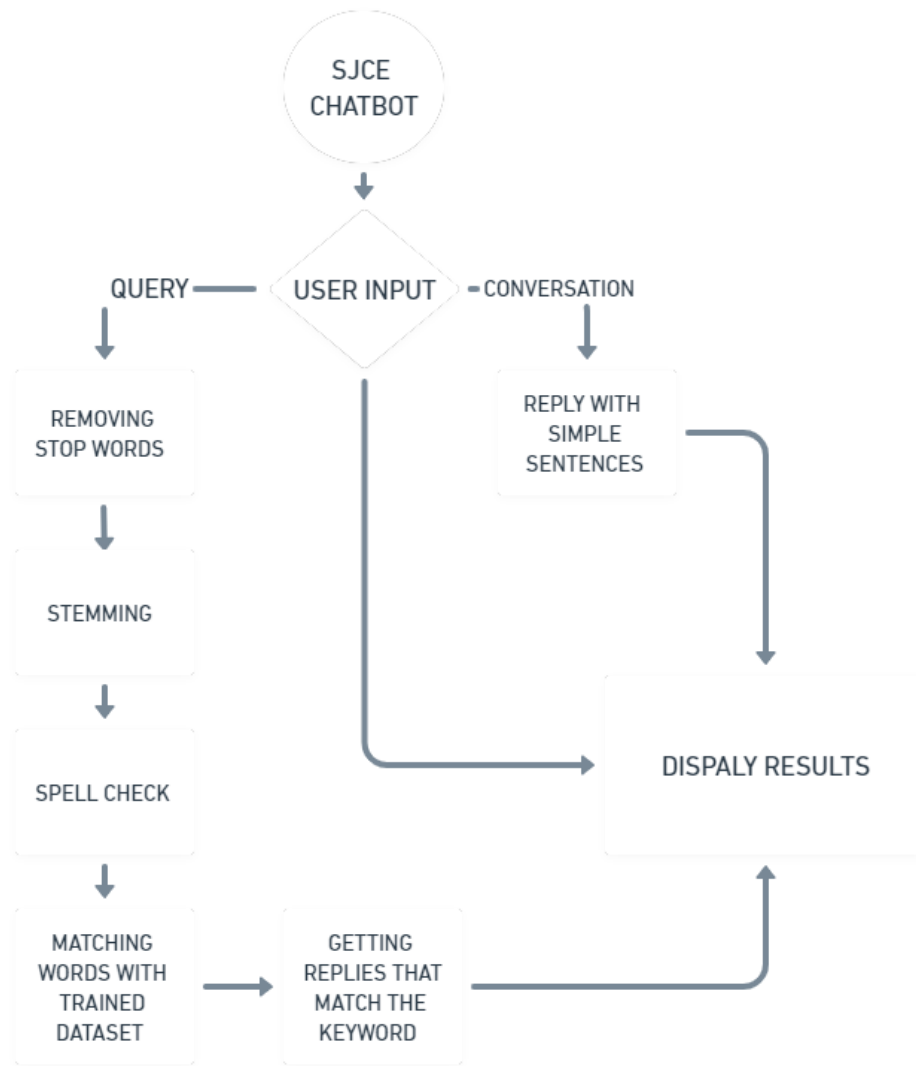 SJCE
CHATBOT
USER INPUT
QUERY
CONVERSATION
REMOVING
STOP WORDS
REPLY WITH
SIMPLE
SENTENCES
STEMMING
SPELL CHECK
DISPALY RESULTS
MATCHING
WORDS WITH
TRAINED
DATASET
GETTING
REPLIES THAT
MATCH THE
KEYWORD